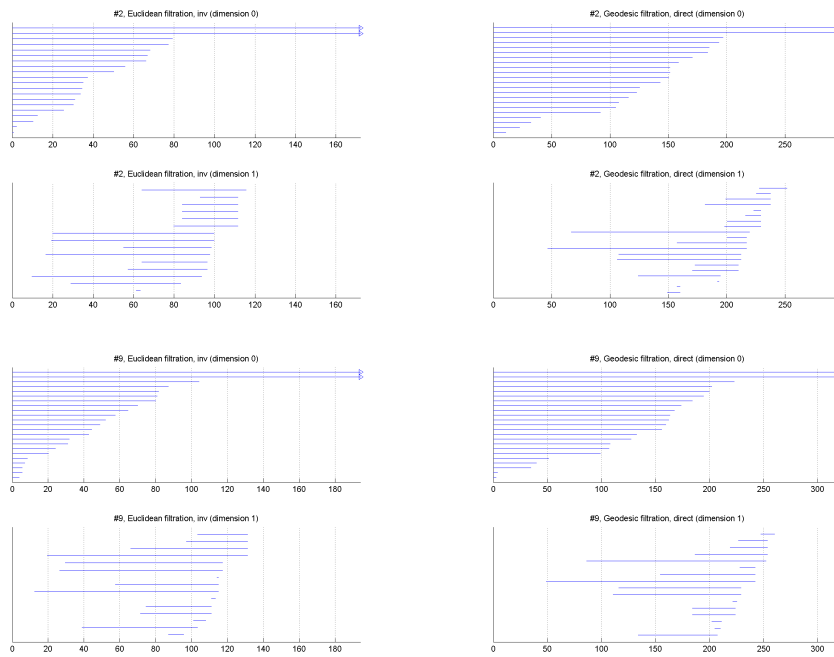 #2, Euclidean filtration, inv (dimension 0)
0 20 40 60 80 100 120 140 160
#2, Geodesic filtration, direct (dimension 0)
0 50 100 150 200 250
#2, Euclidean filtration, inv (dimension 1)
0 20 40 60 80 100 120 140 160
#2, Geodesic filtration, direct (dimension 1)
0 50 100 150 200 250
#9, Euclidean filtration, inv (dimension 0)
0 20 40 60 80 100 120 140 160 180
#9, Geodesic filtration, direct (dimension 0)
0 50 100 150 200 250 300
#9, Euclidean filtration, inv (dimension 1)
0 20 40 60 80 100 120 140 160 180
#9, Geodesic filtration, direct (dimension 1)
0 50 100 150 200 250 300